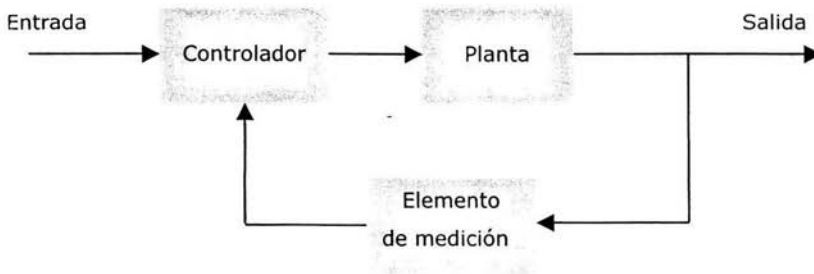 Entrada
Salida
Controlador
Planta
Elemento
de medición